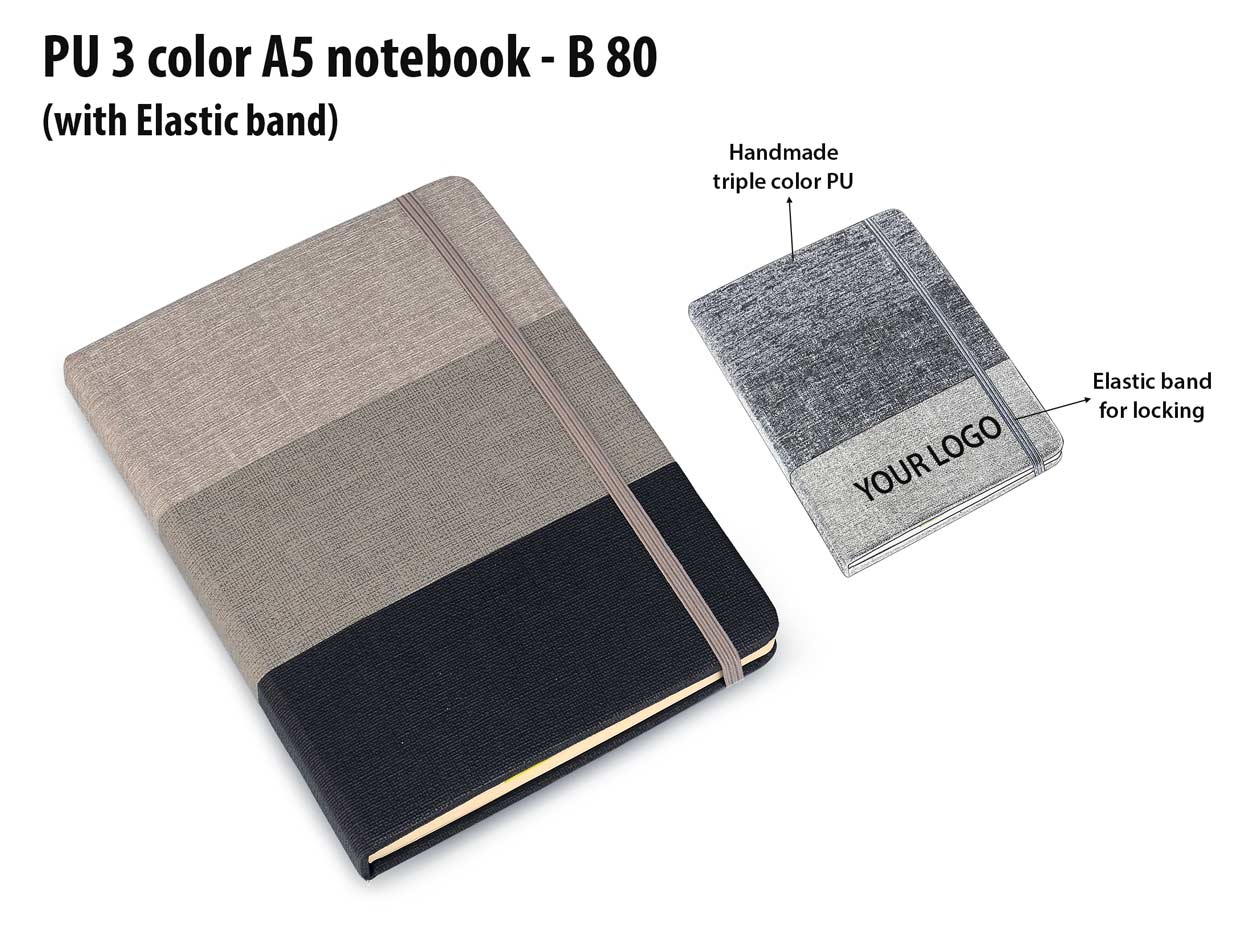 PU 3 color A5 notebook - B 80
(with Elastic band)
Handmade
triple color PU
Elastic band
for locking
YOUR LOGO